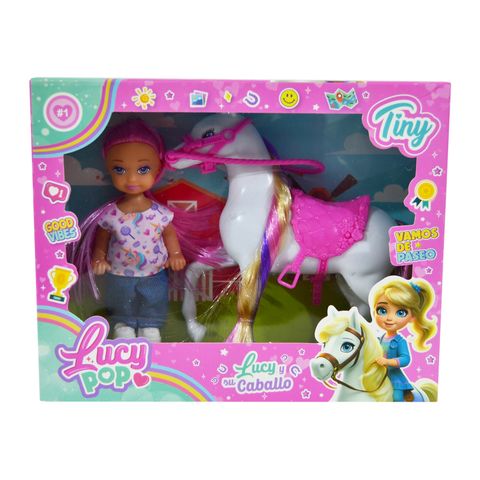 #1
Tiny
GOOD
VIBES
VAMOS
DE
PASEO
Lucy
POP
Lucy y
su
Caballo